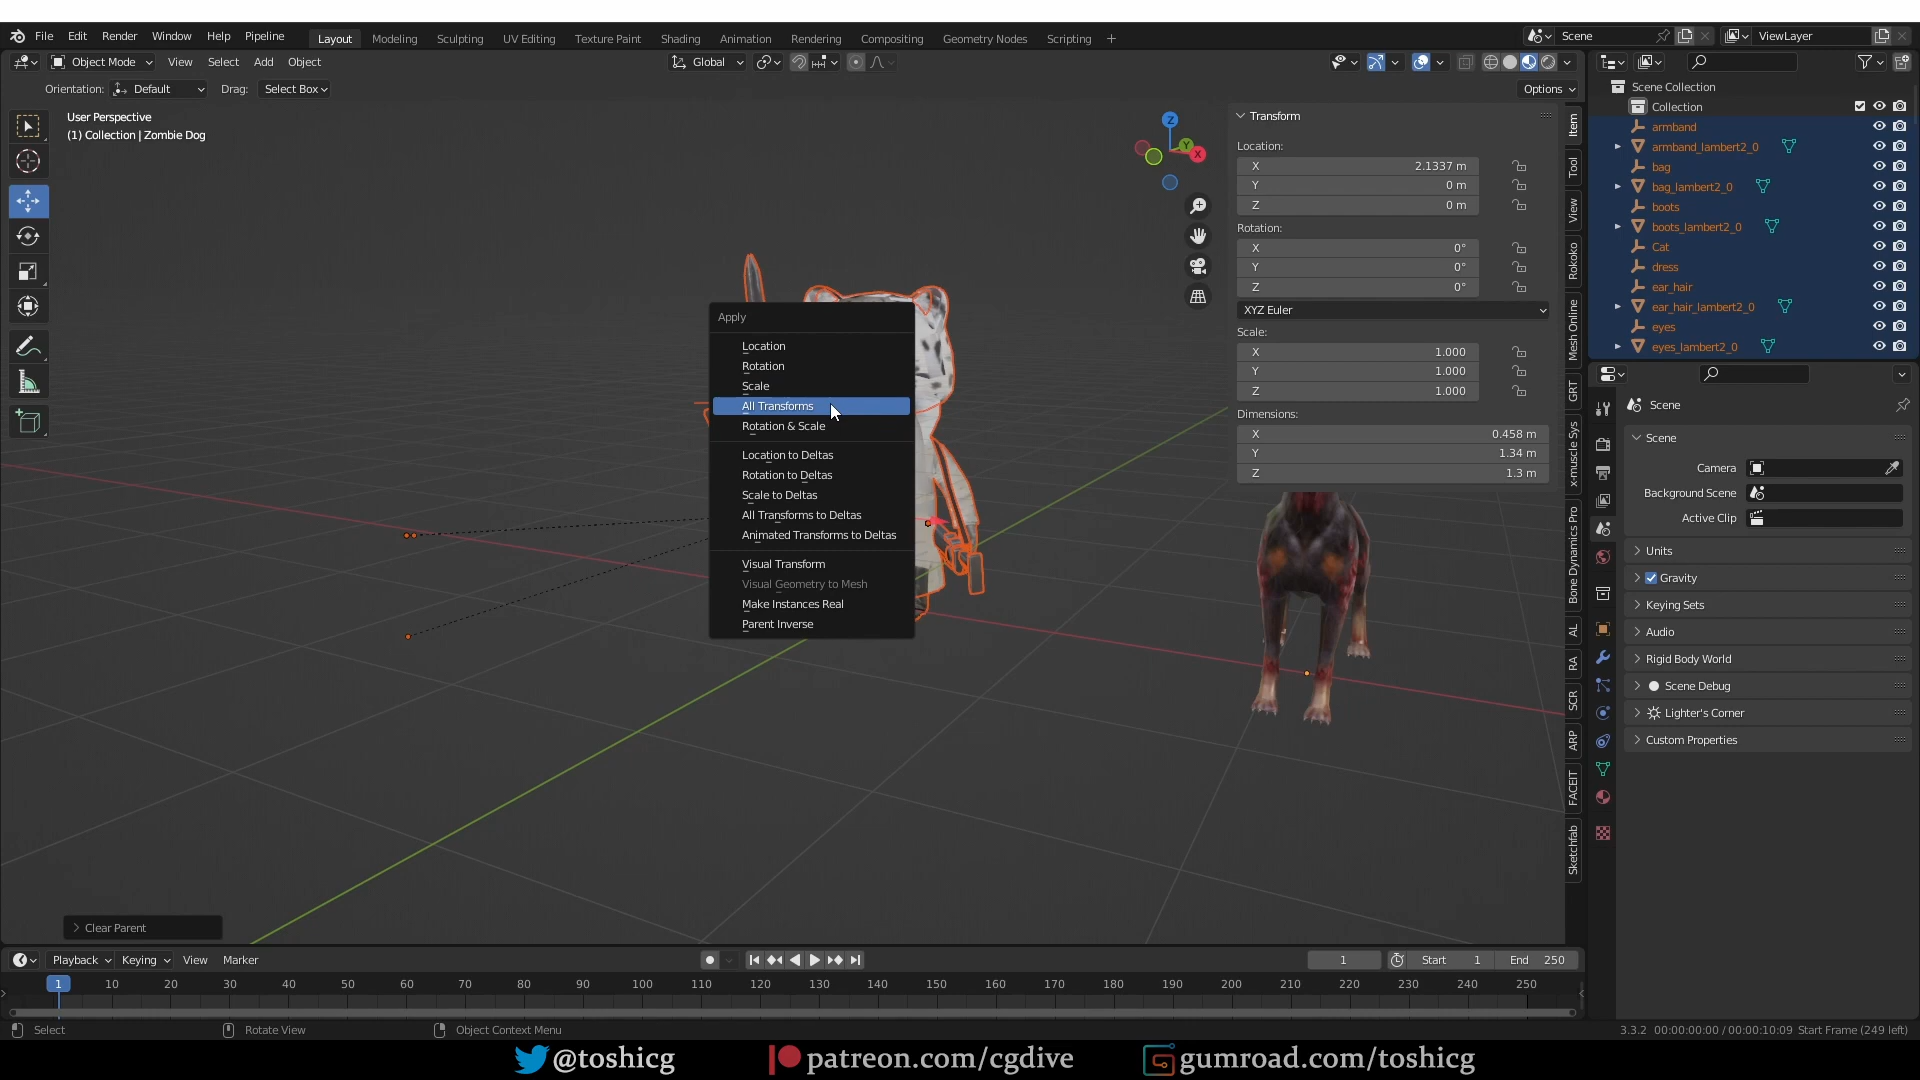 File Edit Render Window Help Pipeline Layout Modeling Sculpting UV Editing Texture Paint Shading Animation Rendering Compositing Geometry Nodes Scripting + Scene ViewLayer
Object Mode View Select Add Object Global
Orientation: Default Drag: Select Box Options
User Perspective
(1) Collection | Zombie Dog
Z
Y
X
Apply
Location
Rotation
Scale
All Transforms
Rotation & Scale
Location to Deltas
Rotation to Deltas
Scale to Deltas
All Transforms to Deltas
Animated Transforms to Deltas
Visual Transform
Visual Geometry to Mesh
Make Instances Real
Parent Inverse
Transform
Location:
X 2.1337 m
Y 0 m
Z 0 m
Rotation:
X 0°
Y 0°
Z 0°
XYZ Euler
Scale:
X 1.000
Y 1.000
Z 1.000
Dimensions:
X 0.458 m
Y 1.34 m
Z 1.3 m
Item
Tool
View
Rokoko
Mesh Online
GRT
x-muscle Sys
Bone Dynamics Pro
AL
RA
SCR
ARP
FACEIT
Sketchfab
Scene Collection
Collection
armband
armband_lambert2_0
bag
bag_lambert2_0
boots
boots_lambert2_0
Cat
dress
ear_hair
ear_hair_lambert2_0
eyes
eyes_lambert2_0
Scene
Scene
Camera
Background Scene
Active Clip
Units
Gravity
Keying Sets
Audio
Rigid Body World
Scene Debug
Lighter's Corner
Custom Properties
Clear Parent
Playback Keying View Marker 1 Start 1 End 250
1 10 20 30 40 50 60 70 80 90 100 110 120 130 140 150 160 170 180 190 200 210 220 230 240 250
Select Rotate View Object Context Menu 3.3.2 00:00:00:00 / 00:00:10:09 Start Frame (249 left)
@toshicg patreon.com/cgdive gumroad.com/toshicg